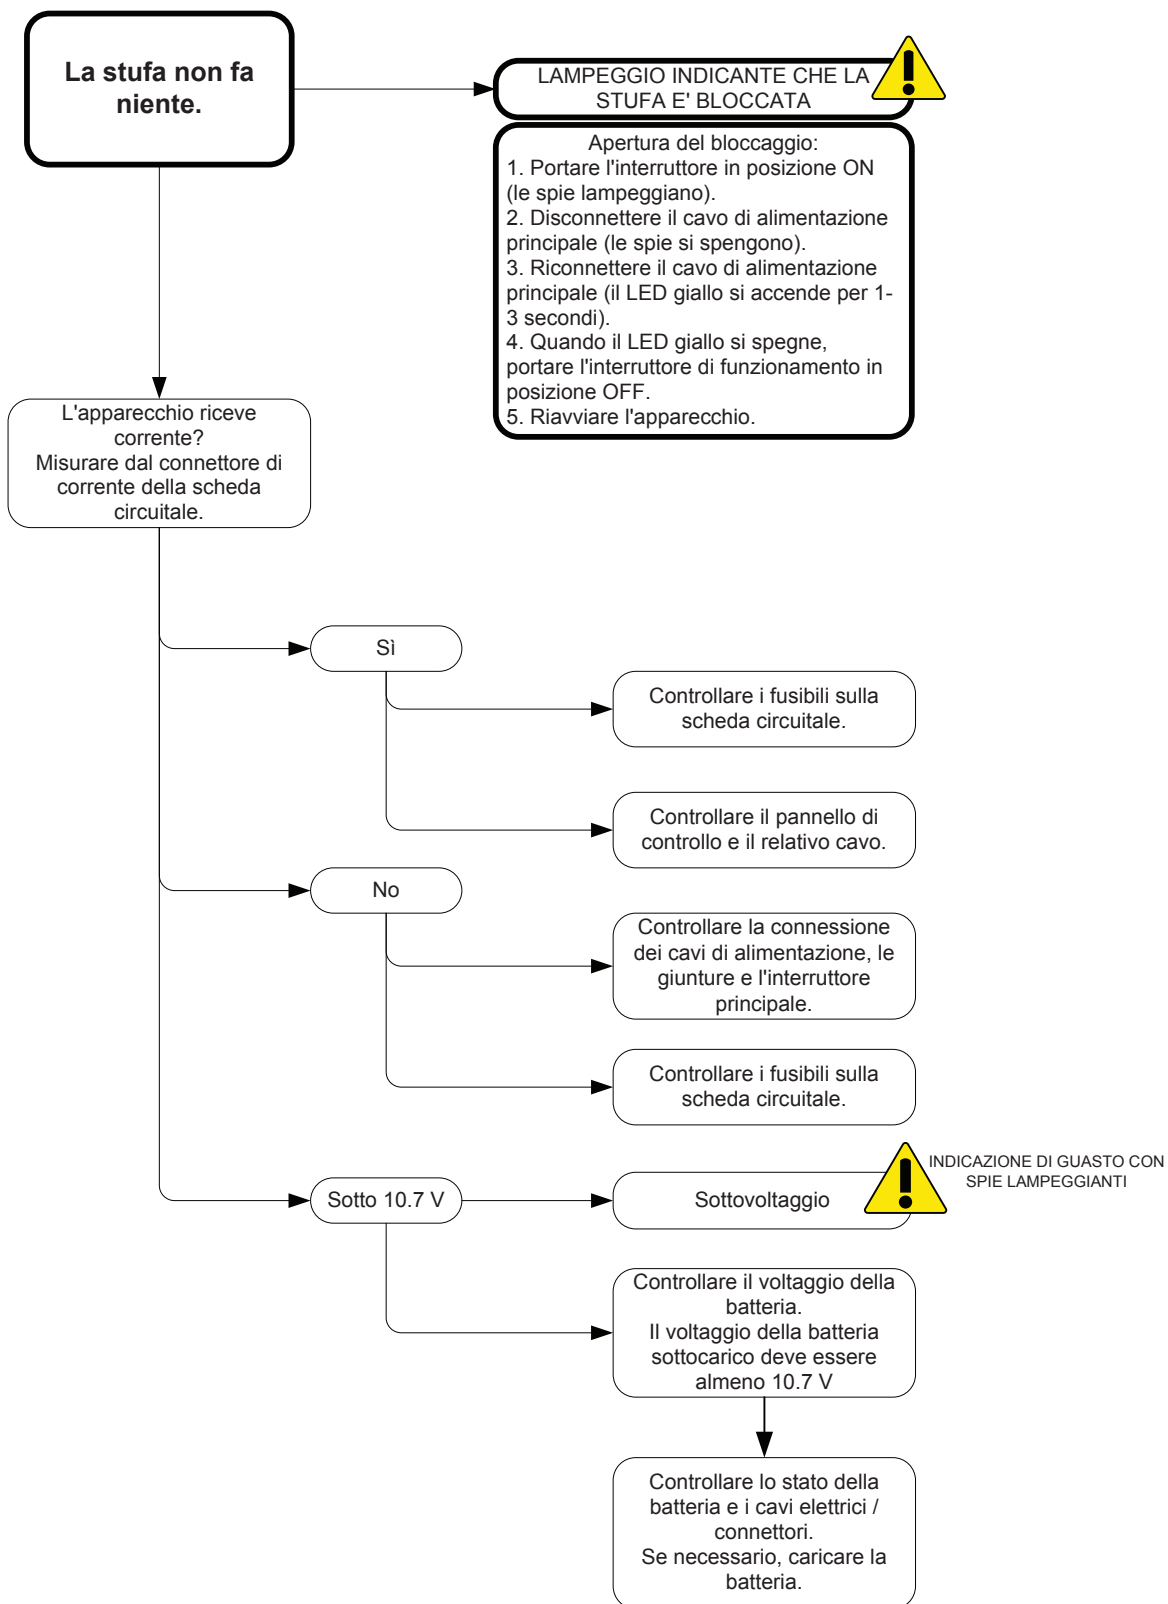 La stufa non fa
niente.
LAMPEGGIO INDICANTE CHE LA
STUFA E' BLOCCATA
Apertura del bloccaggio:
1. Portare l'interruttore in posizione ON
(le spie lampeggiano).
2. Disconnettere il cavo di alimentazione
principale (le spie si spengono).
3. Riconnettere il cavo di alimentazione
principale (il LED giallo si accende per 1-
3 secondi).
4. Quando il LED giallo si spegne,
portare l'interruttore di funzionamento in
posizione OFF.
5. Riavviare l'apparecchio.
L'apparecchio riceve
corrente?
Misurare dal connettore di
corrente della scheda
circuitale.
Sì
Controllare i fusibili sulla
scheda circuitale.
Controllare il pannello di
controllo e il relativo cavo.
No
Controllare la connessione
dei cavi di alimentazione, le
giunture e l'interruttore
principale.
Controllare i fusibili sulla
scheda circuitale.
Sotto 10.7 V
Sottovoltaggio
INDICAZIONE DI GUASTO CON
SPIE LAMPEGGIANTI
Controllare il voltaggio della
batteria.
Il voltaggio della batteria
sottocarico deve essere
almeno 10.7 V
Controllare lo stato della
batteria e i cavi elettrici /
connettori.
Se necessario, caricare la
batteria.